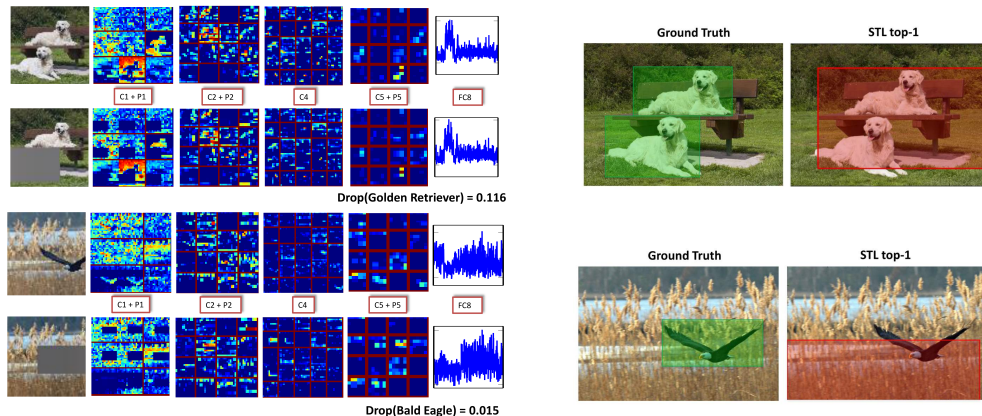 C1 + P1
C2 + P2
C4
C5 + P5
FC8
Drop(Golden Retriever) = 0.116
C1 + P1
C2 + P2
C4
C5 + P5
FC8
Drop(Bald Eagle) = 0.015
Ground Truth
STL top-1
Ground Truth
STL top-1